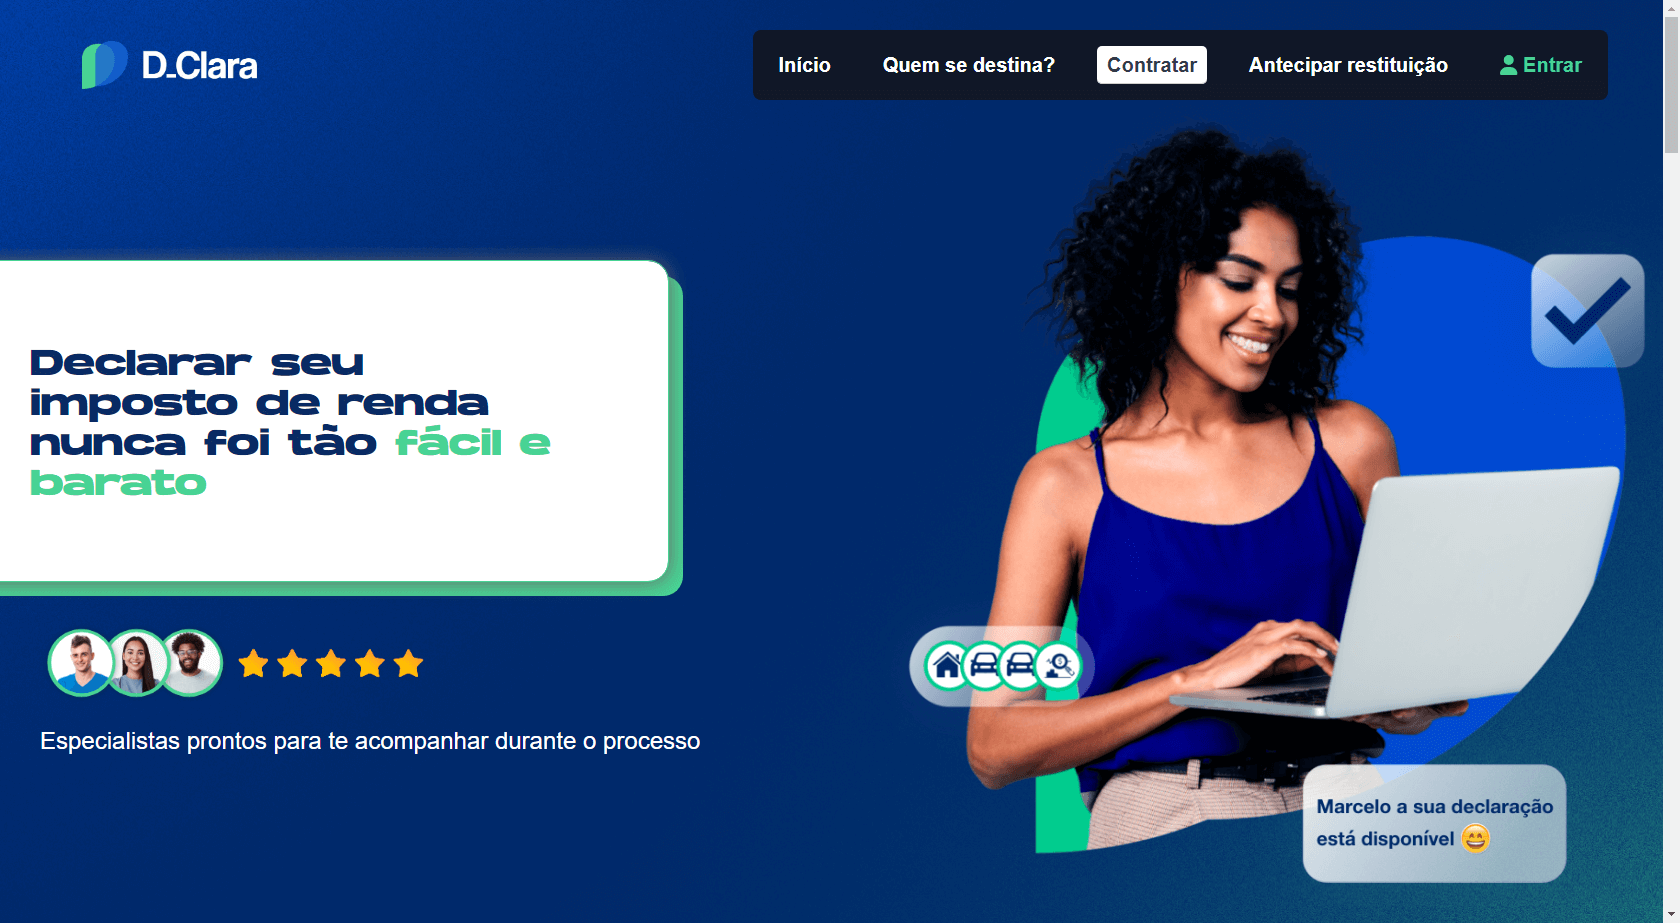 D_Clara
Início
Quem se destina?
Contratar
Antecipar restituição
Entrar
Declarar seu
imposto de renda
nunca foi tão fácil e
barato
Especialistas prontos para te acompanhar durante o processo
Marcelo a sua declaração
está disponível 😄